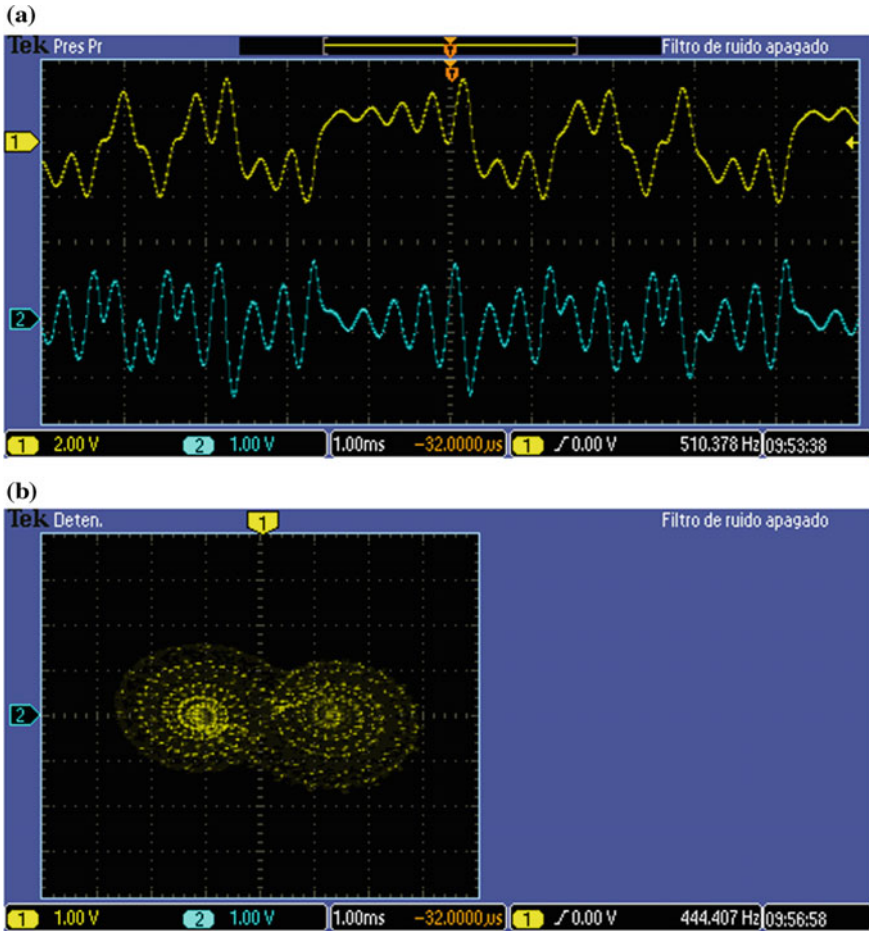 (a)
Tek Pres Pr Filtro de ruido apagado
T
T
1
2
1 2.00 V 2 1.00 V 1.00ms -32.0000µs 1 ∫ 0.00 V 510.378 Hz 09:53:38
(b)
Tek Deten. 1 Filtro de ruido apagado
2
1 1.00 V 2 1.00 V 1.00ms -32.0000µs 1 ∫ 0.00 V 444.407 Hz 09:56:58